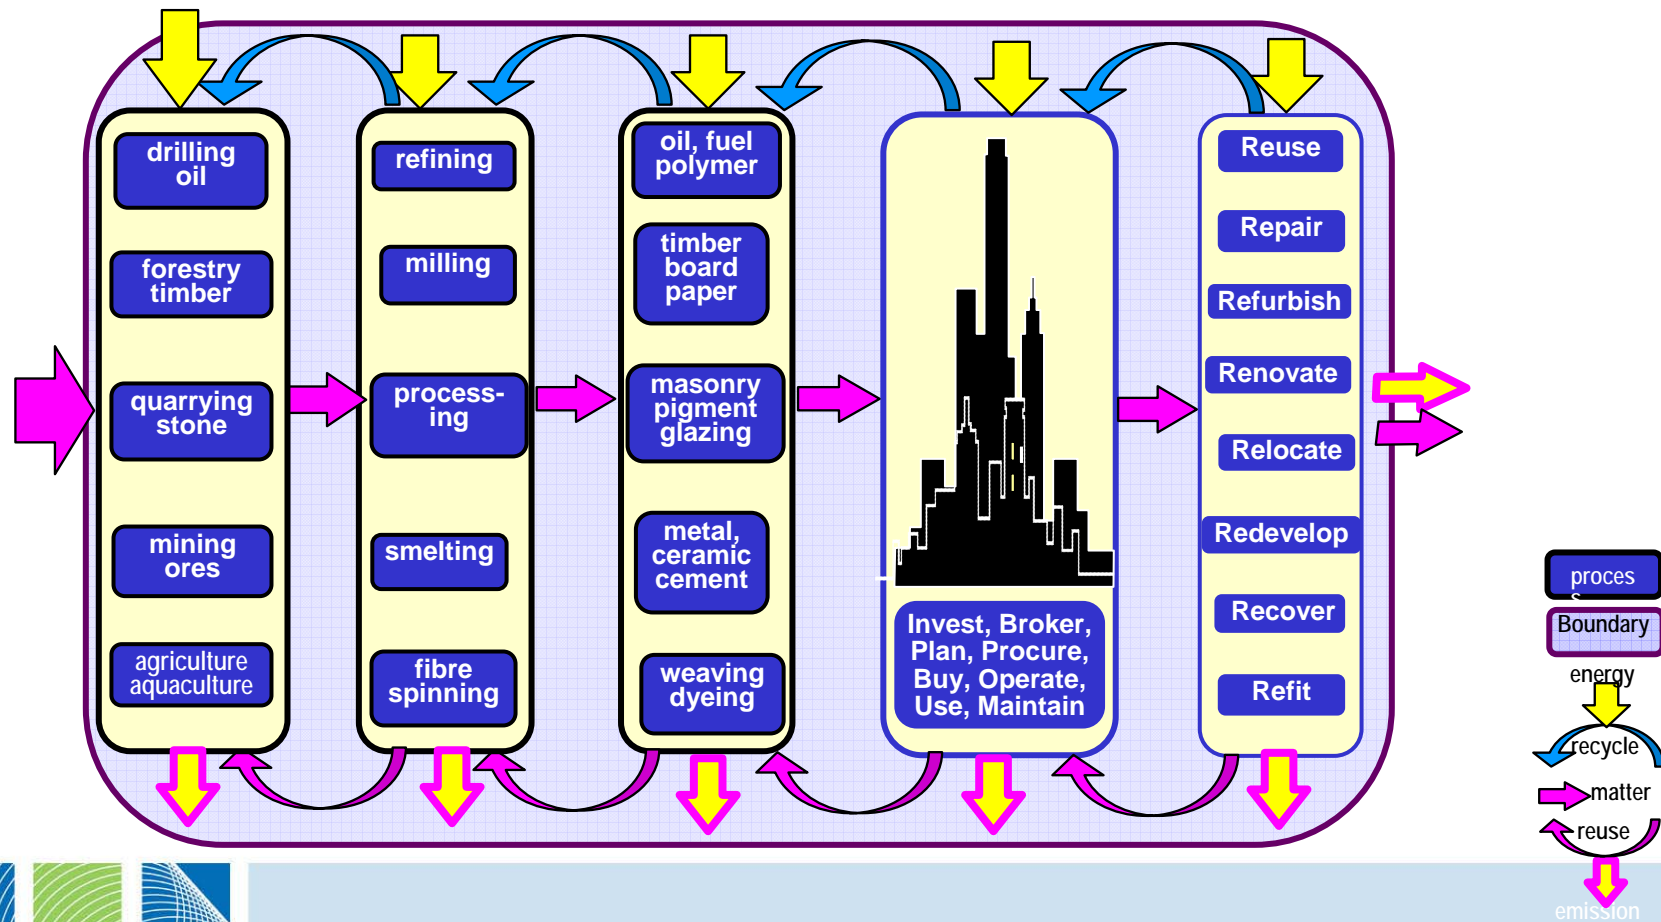 drilling
oil
forestry
timber
quarrying
stone
mining
ores
agriculture
aquaculture
refining
milling
process-
ing
smelting
fibre
spinning
oil, fuel
polymer
timber
board
paper
masonry
pigment
glazing
metal,
ceramic
cement
weaving
dyeing
Invest, Broker,
Plan, Procure,
Buy, Operate,
Use, Maintain
Reuse
Repair
Refurbish
Renovate
Relocate
Redevelop
Recover
Refit
proces
s
Boundary
energy
recycle
matter
reuse
emission